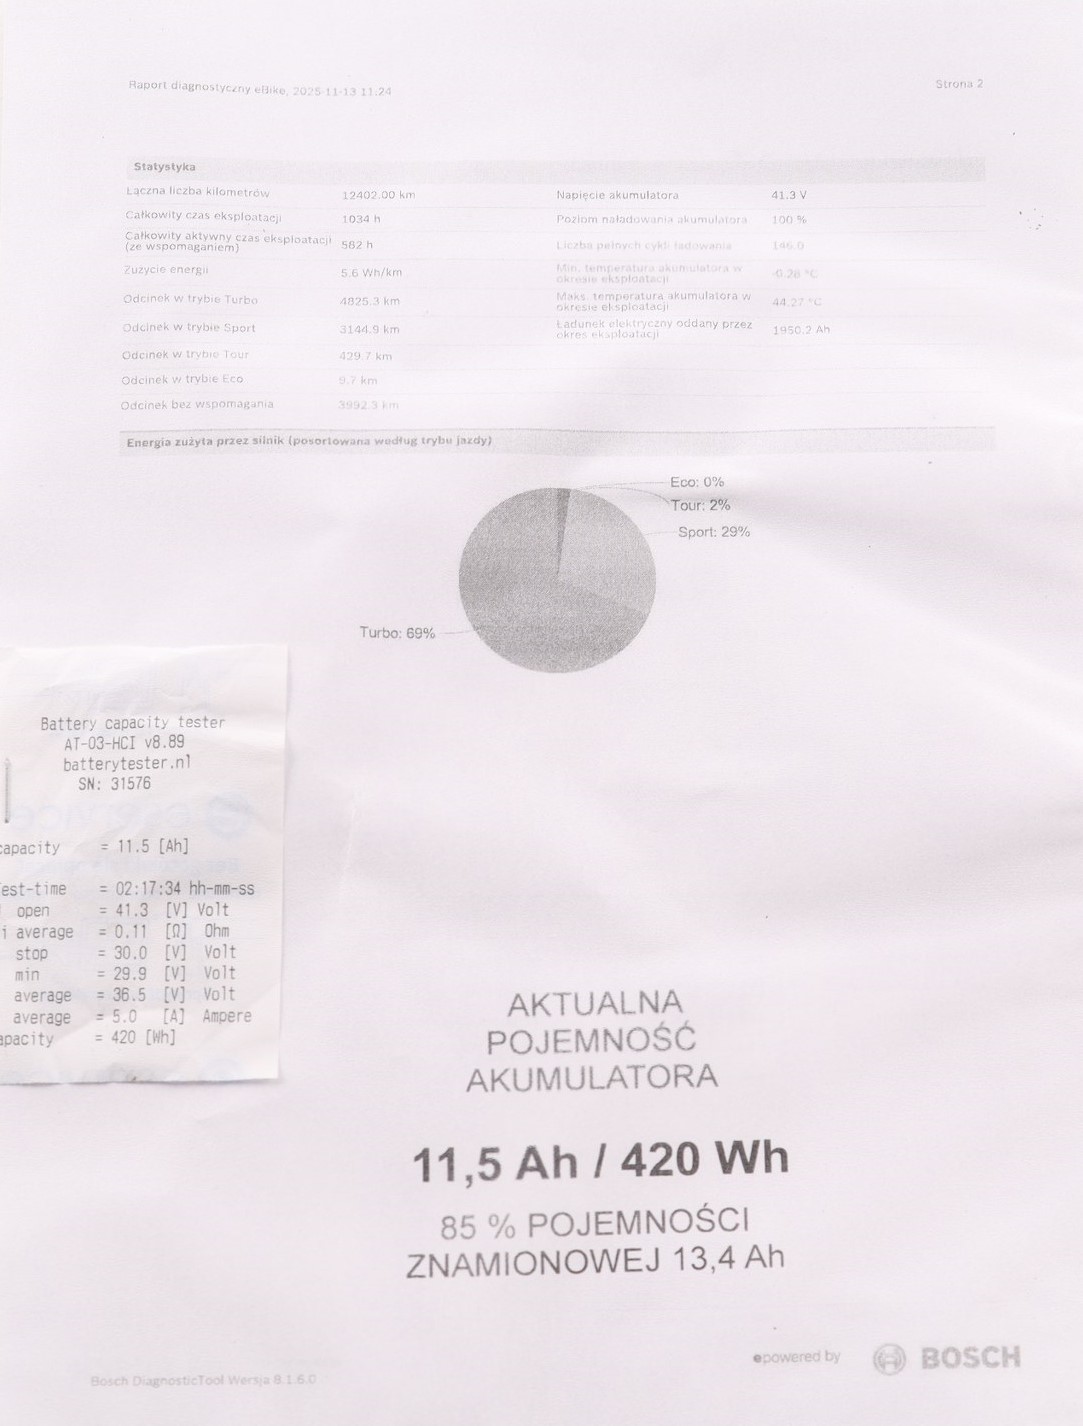 Raport diagnostyczny eBike, 2025-11-13 11:24
Strona 2
Statystyka
Łączna liczba kilometrów 12402.00 km
Napięcie akumulatora 41.3 V
Całkowity czas eksploatacji 1034 h
Poziom naładowania akumulatora 100 %
Całkowity aktywny czas eksploatacji
(ze wspomaganiem) 582 h
Liczba pełnych cykli ładowania 146.0
Zużycie energii 5.6 Wh/km
Min. temperatura akumulatora w
okresie eksploatacji -0.26 °C
Odcinek w trybie Turbo 4825.3 km
Maks. temperatura akumulatora w
okresie eksploatacji 44.27 °C
Odcinek w trybie Sport 3144.9 km
Ładunek elektryczny oddany przez
okres eksploatacji 1950.2 Ah
Odcinek w trybie Tour 429.7 km
Odcinek w trybie Eco 9.7 km
Odcinek bez wspomagania 3992.3 km
Energia zużyta przez silnik (posortowana według trybu jazdy)
Eco: 0%
Tour: 2%
Sport: 29%
Turbo: 69%
Battery capacity tester
AT-03-HCI v8.89
batterytester.nl
SN: 31576
capacity = 11.5 [Ah]
Test-time = 02:17:34 hh-mm-ss
open = 41.3 [V] Volt
i average = 0.11 [Ω] Ohm
stop = 30.0 [V] Volt
min = 29.9 [V] Volt
average = 36.5 [V] Volt
average = 5.0 [A] Ampere
apacity = 420 [Wh]
AKTUALNA
POJEMNOŚĆ
AKUMULATORA
11,5 Ah / 420 Wh
85 % POJEMNOŚCI
ZNAMIONOWEJ 13,4 Ah
epowered by BOSCH
Bosch DiagnosticTool Wersja 8.1.6.0